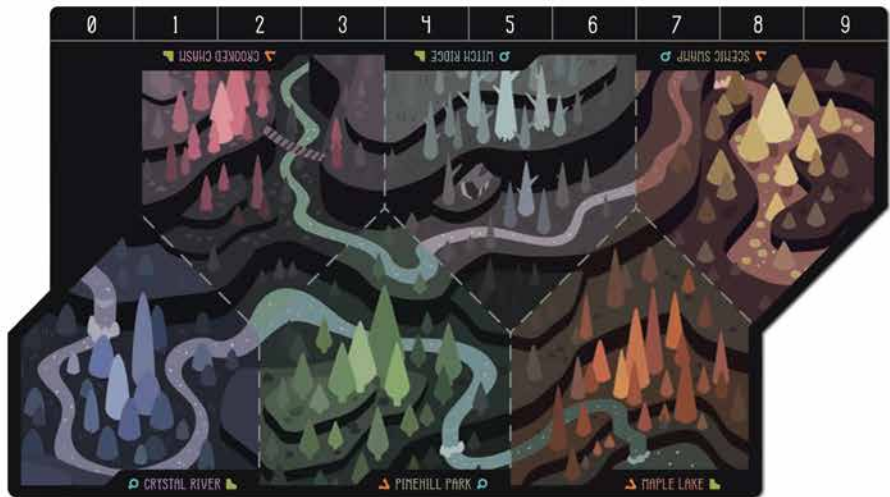 0 1 2 3 4 5 6 7 8 9
CROOKED CHASM WITCH RIDGE SCENIC SWAMP
CRYSTAL RIVER PINEHILL PARK MAPLE LAKE